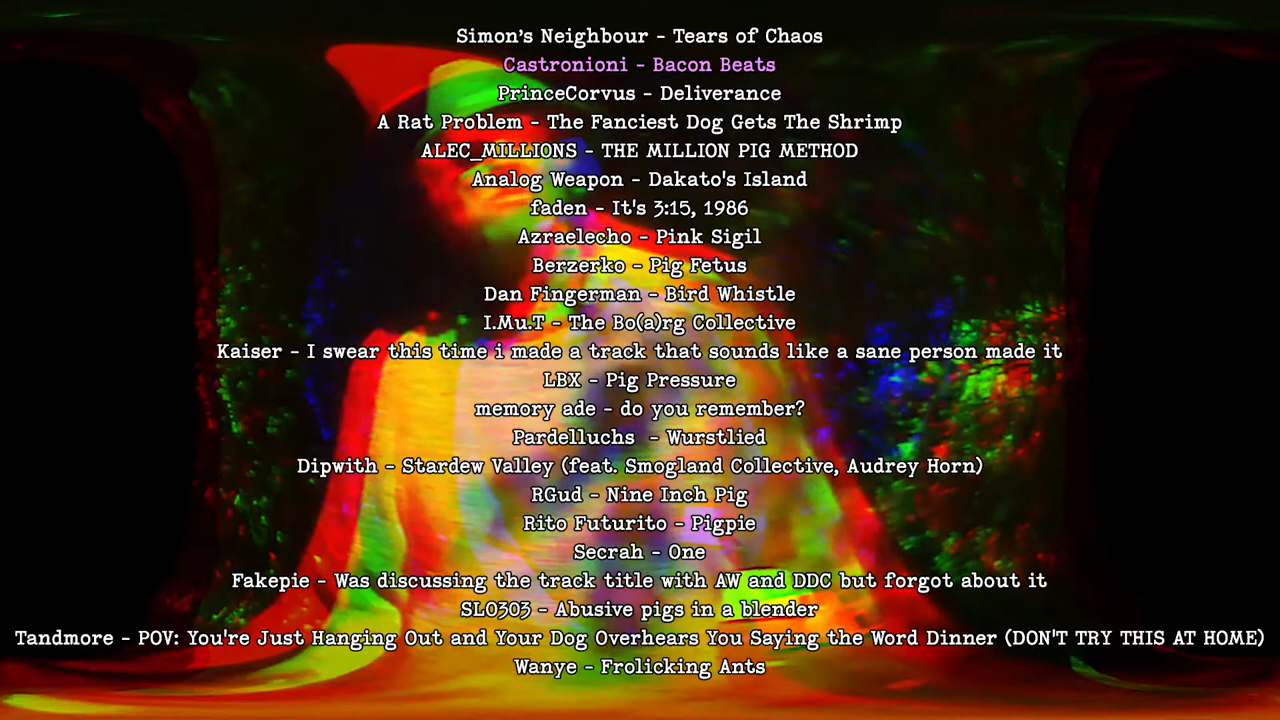 Simon's Neighbour - Tears of Chaos
Castronioni - Bacon Beats
PrinceCorvus - Deliverance
A Rat Problem - The Fanciest Dog Gets The Shrimp
ALEC_MILLIONS - THE MILLION PIG METHOD
Analog Weapon - Dakato's Island
faden - It's 3:15, 1986
Azraelecho - Pink Sigil
Berzerko - Pig Fetus
Dan Fingerman - Bird Whistle
I.Mu.T - The Bo(a)rg Collective
Kaiser - I swear this time i made a track that sounds like a sane person made it
LBX - Pig Pressure
memory ade - do you remember?
Pardelluchs  - Wurstlied
Dipwith - Stardew Valley (feat. Smogland Collective, Audrey Horn)
RGud - Nine Inch Pig
Rito Futurito - Pigpie
Secrah - One
Fakepie - Was discussing the track title with AW and DDC but forgot about it
SLO303 - Abusive pigs in a blender
Tandmore - POV: You're Just Hanging Out and Your Dog Overhears You Saying the Word Dinner (DON'T TRY THIS AT HOME)
Wanye - Frolicking Ants